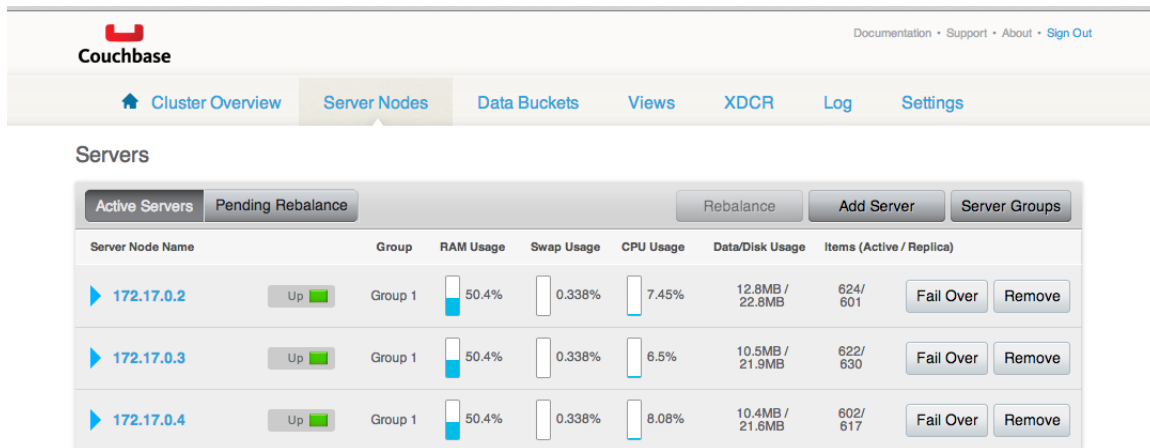 Couchbase
Documentation • Support • About • Sign Out
Cluster Overview Server Nodes Data Buckets Views XDCR Log Settings
Servers
Active Servers Pending Rebalance Rebalance Add Server Server Groups
Server Node Name Group RAM Usage Swap Usage CPU Usage Data/Disk Usage Items (Active / Replica)
172.17.0.2 Up Group 1 50.4% 0.338% 7.45% 12.8MB / 624/ Fail Over Remove
22.8MB 601
172.17.0.3 Up Group 1 50.4% 0.338% 6.5% 10.5MB / 622/ Fail Over Remove
21.9MB 630
172.17.0.4 Up Group 1 50.4% 0.338% 8.08% 10.4MB / 602/ Fail Over Remove
21.6MB 617